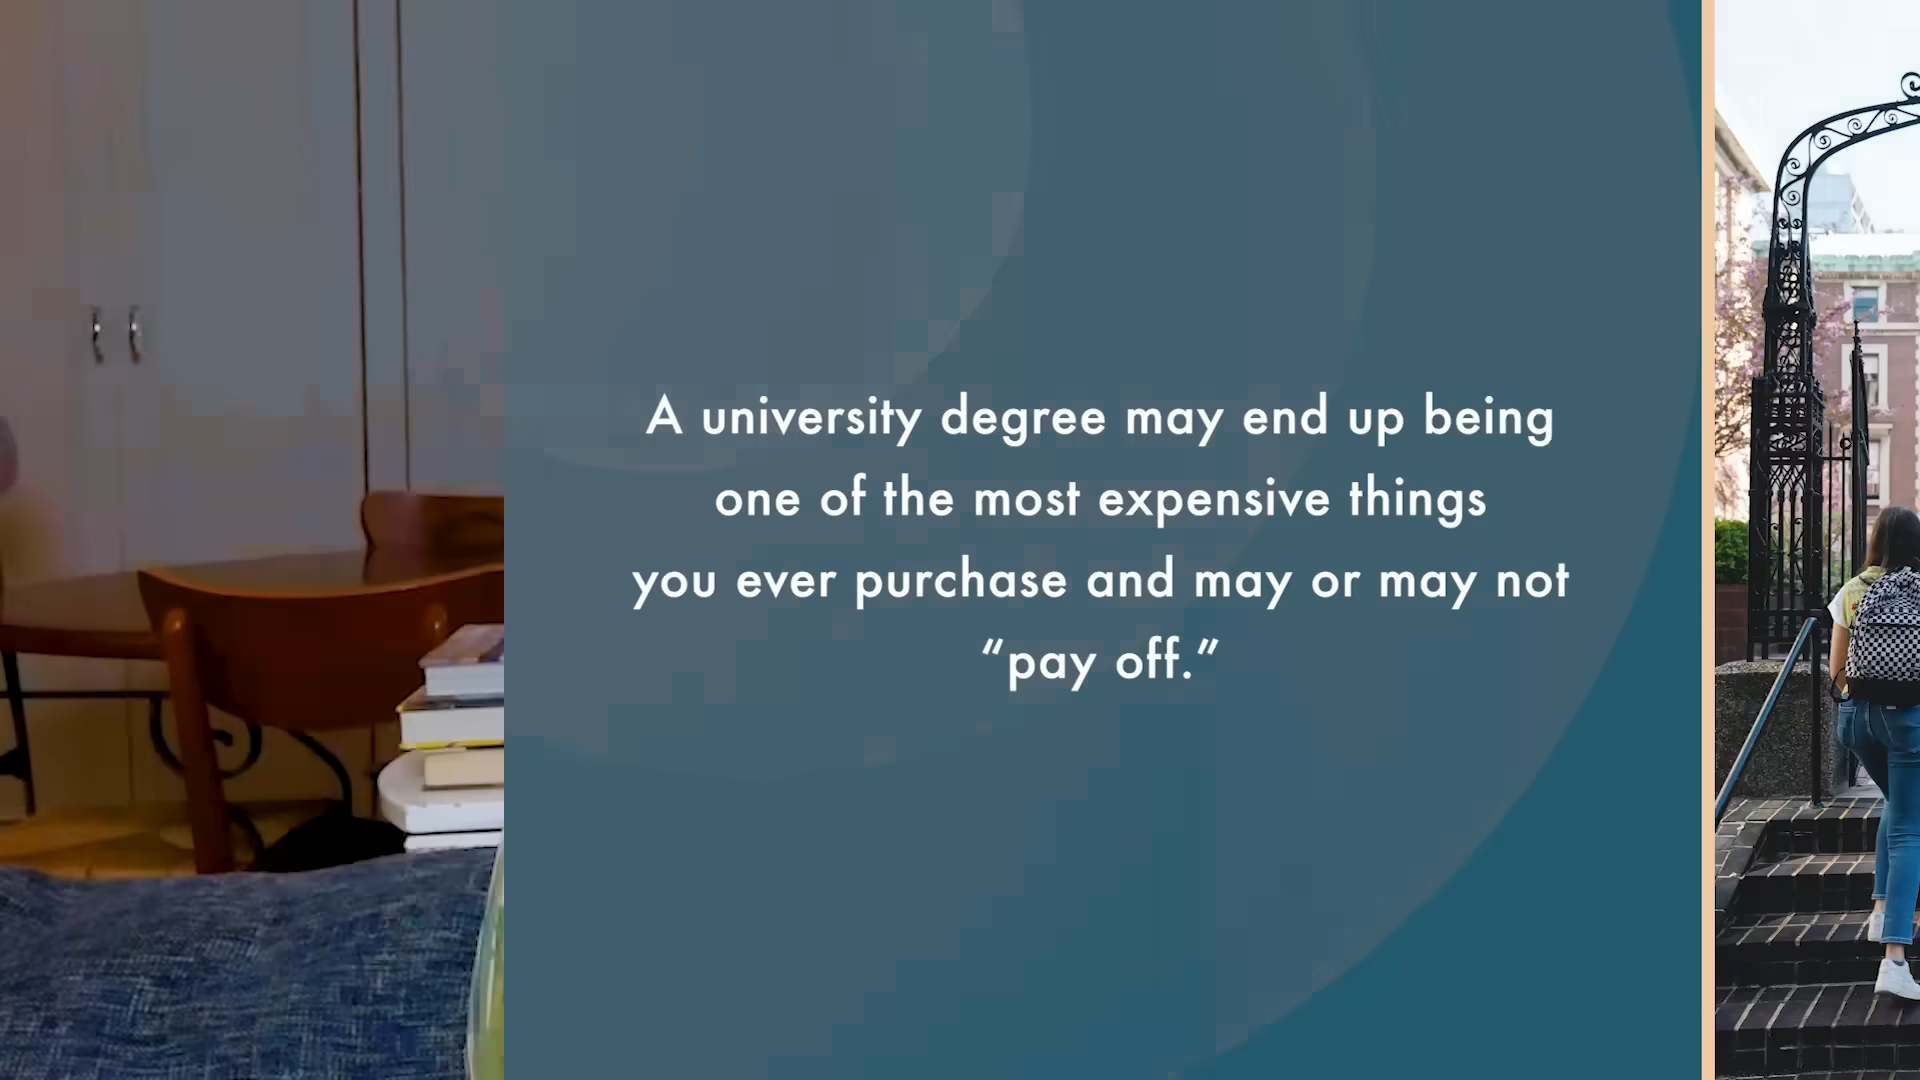 A university degree may end up being
one of the most expensive things
you ever purchase and may or may not
“pay off.”